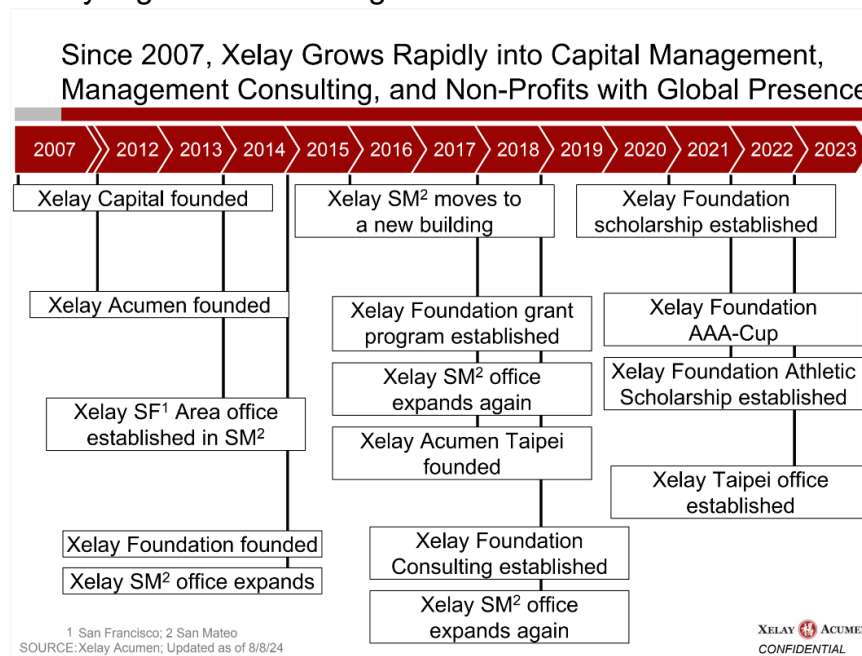 Since 2007, Xelay Grows Rapidly into Capital Management,
Management Consulting, and Non-Profits with Global Presence
2007 2012 2013 2014 2015 2016 2017 2018 2019 2020 2021 2022 2023
Xelay Capital founded
Xelay SM² moves to
a new building
Xelay Foundation
scholarship established
Xelay Acumen founded
Xelay Foundation grant
program established
Xelay Foundation
AAA-Cup
Xelay SM² office
expands again
Xelay Foundation Athletic
Scholarship established
Xelay SF¹ Area office
established in SM²
Xelay Acumen Taipei
founded
Xelay Taipei office
established
Xelay Foundation founded
Xelay Foundation
Consulting established
Xelay SM² office expands
Xelay SM² office
expands again
1 San Francisco; 2 San Mateo
SOURCE:Xelay Acumen; Updated as of 8/8/24
XELAY ACUMEN
CONFIDENTIAL